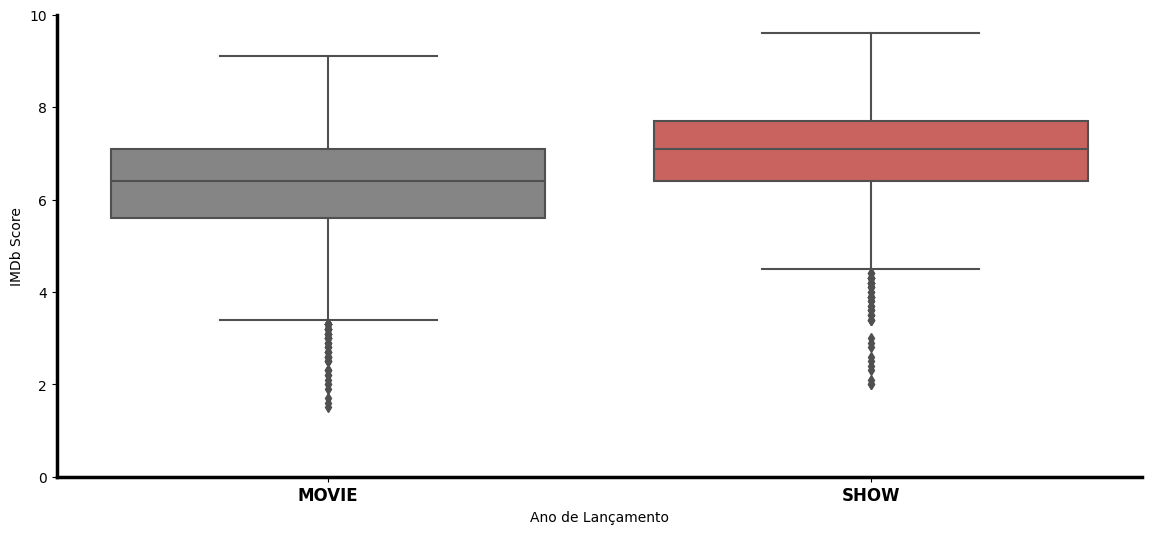 10
8
6
4
2
0
IMDb Score
MOVIE
SHOW
Ano de Lançamento